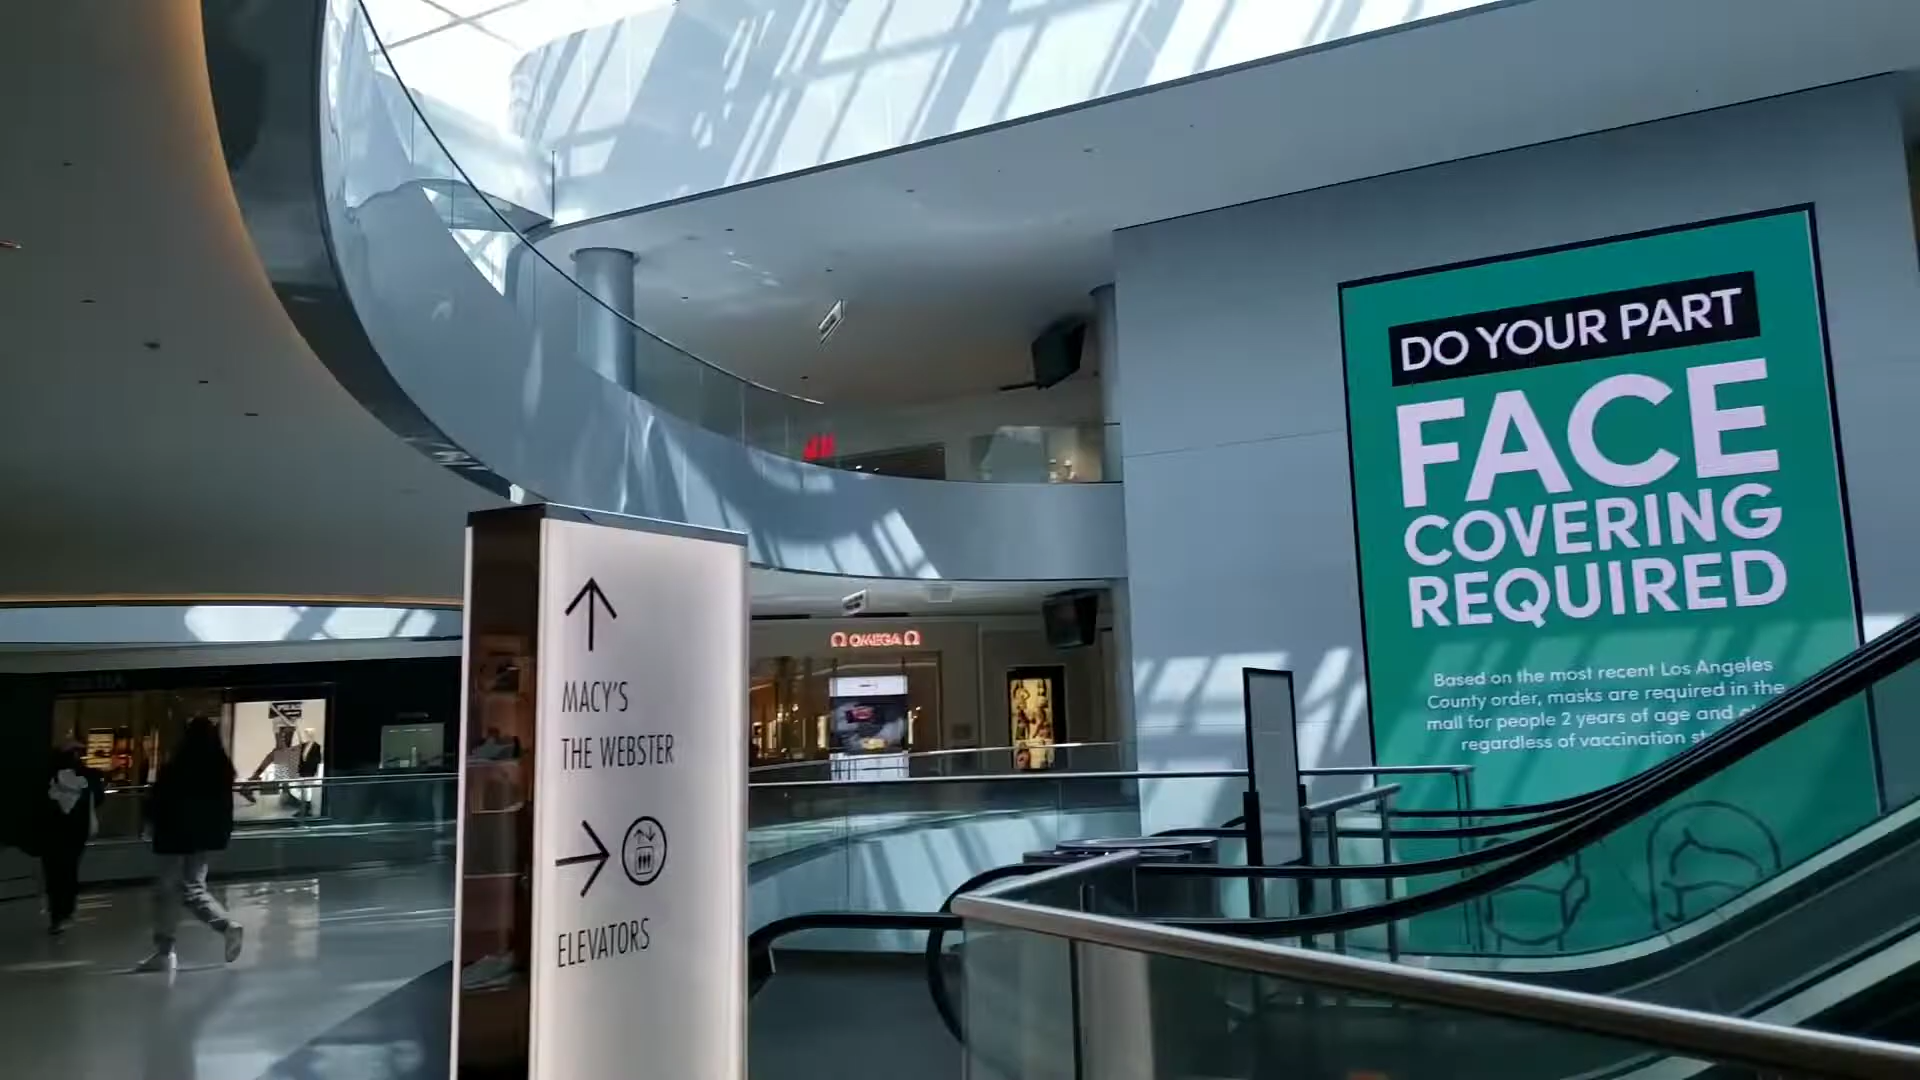 DO YOUR PART
FACE
COVERING
REQUIRED
Based on the most recent Los Angeles
County order, masks are required in the
mall for people 2 years of age and
regardless of vaccination
H&M
Ω OMEGA Ω
MACY'S
THE WEBSTER
ELEVATORS